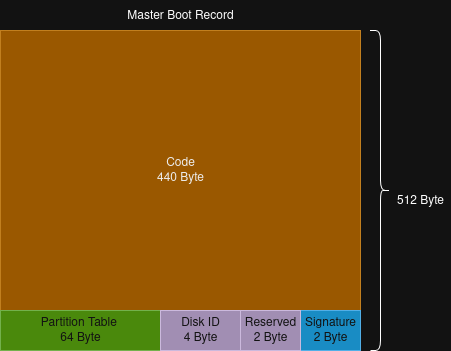 Master Boot Record
Code
440 Byte
512 Byte
Partition Table
64 Byte
Disk ID
4 Byte
Reserved
2 Byte
Signature
2 Byte